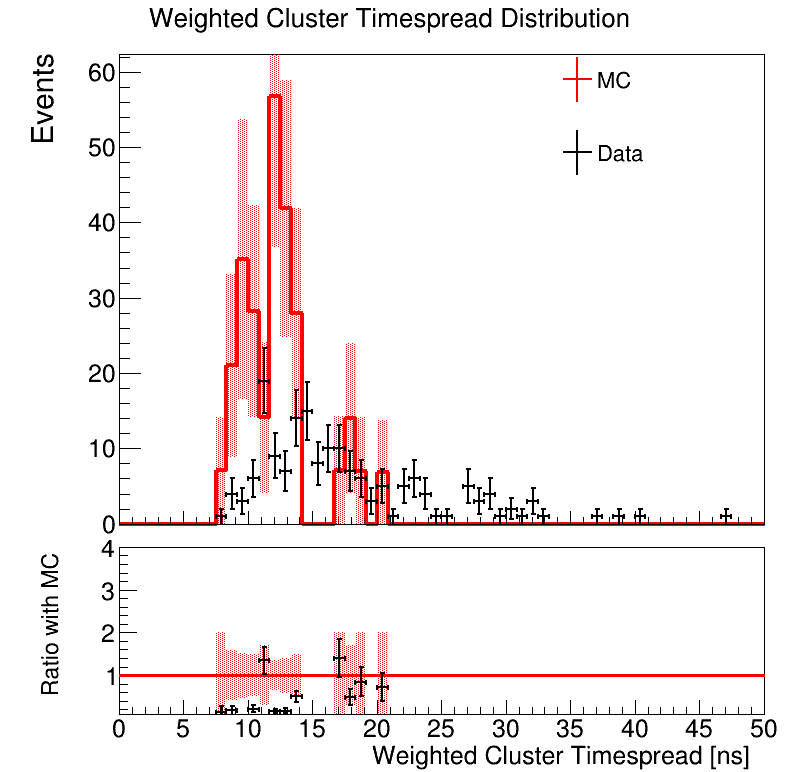 Weighted Cluster Timespread Distribution
Events
60
50
40
30
20
10
0
MC
Data
Ratio with MC
4
3
2
1
0 5 10 15 20 25 30 35 40 45 50
Weighted Cluster Timespread [ns]